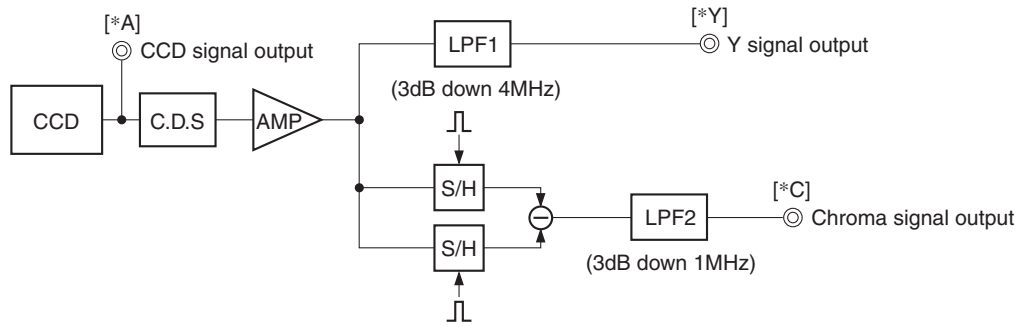 [*A]
CCD signal output
CCD
C.D.S
AMP
LPF1
(3dB down 4MHz)
[*Y]
Y signal output
S/H
S/H
LPF2
(3dB down 1MHz)
[*C]
Chroma signal output